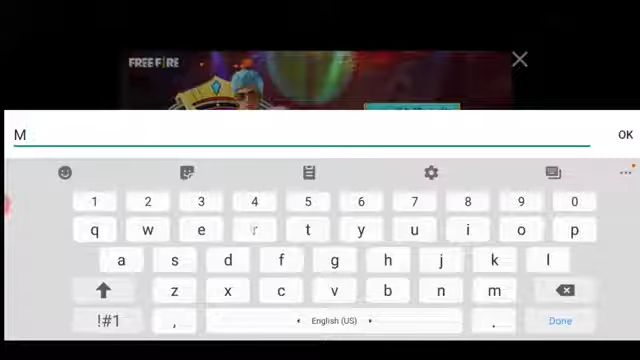 FREE FIRE
M
OK
1 2 3 4 5 6 7 8 9 0
q w e r t y u i o p
a s d f g h j k l
z x c v b n m
!#1 , English (US) . Done